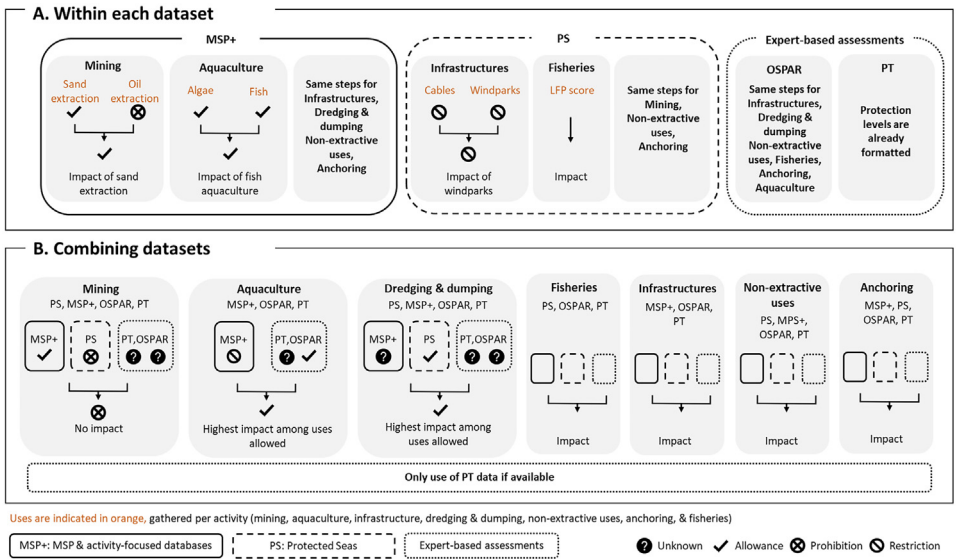 A. Within each dataset
MSP+
Mining
Sand
extraction
Oil
extraction
Impact of sand
extraction
Aquaculture
Algae
Fish
Impact of fish
aquaculture
Same steps for
Infrastructures,
Dredging &
dumping
Non-extractive
uses,
Anchoring
PS
Infrastructures
Cables
Windparks
Impact of
windparks
Fisheries
LFP score
Impact
Same steps for
Mining,
Non-extractive
uses,
Anchoring
Expert-based assessments
OSPAR
Same steps for
Infrastructures,
Dredging &
dumping
Non-extractive
uses, Fisheries,
Anchoring,
Aquaculture
PT
Protection
levels are
already
formatted
B. Combining datasets
Mining
PS, MSP+, OSPAR, PT
MSP+
PS
PT,OSPAR
No impact
Aquaculture
MSP+, OSPAR, PT
MSP+
PT,OSPAR
Highest impact among uses
allowed
Dredging & dumping
PS, MSP+, OSPAR, PT
MSP+
PS
PT,OSPAR
Highest impact among
uses allowed
Fisheries
PS, OSPAR, PT
Impact
Infrastructures
MSP+, OSPAR,
PT
Impact
Non-extractive
uses
PS, MPS+,
OSPAR, PT
Impact
Anchoring
MSP+, PS,
OSPAR, PT
Impact
Only use of PT data if available
Uses are indicated in orange, gathered per activity (mining, aquaculture, infrastructure, dredging & dumping, non-extractive uses, anchoring, & fisheries)
MSP+: MSP & activity-focused databases
PS: Protected Seas
Expert-based assessments
? Unknown
Allowance
Prohibition
Restriction